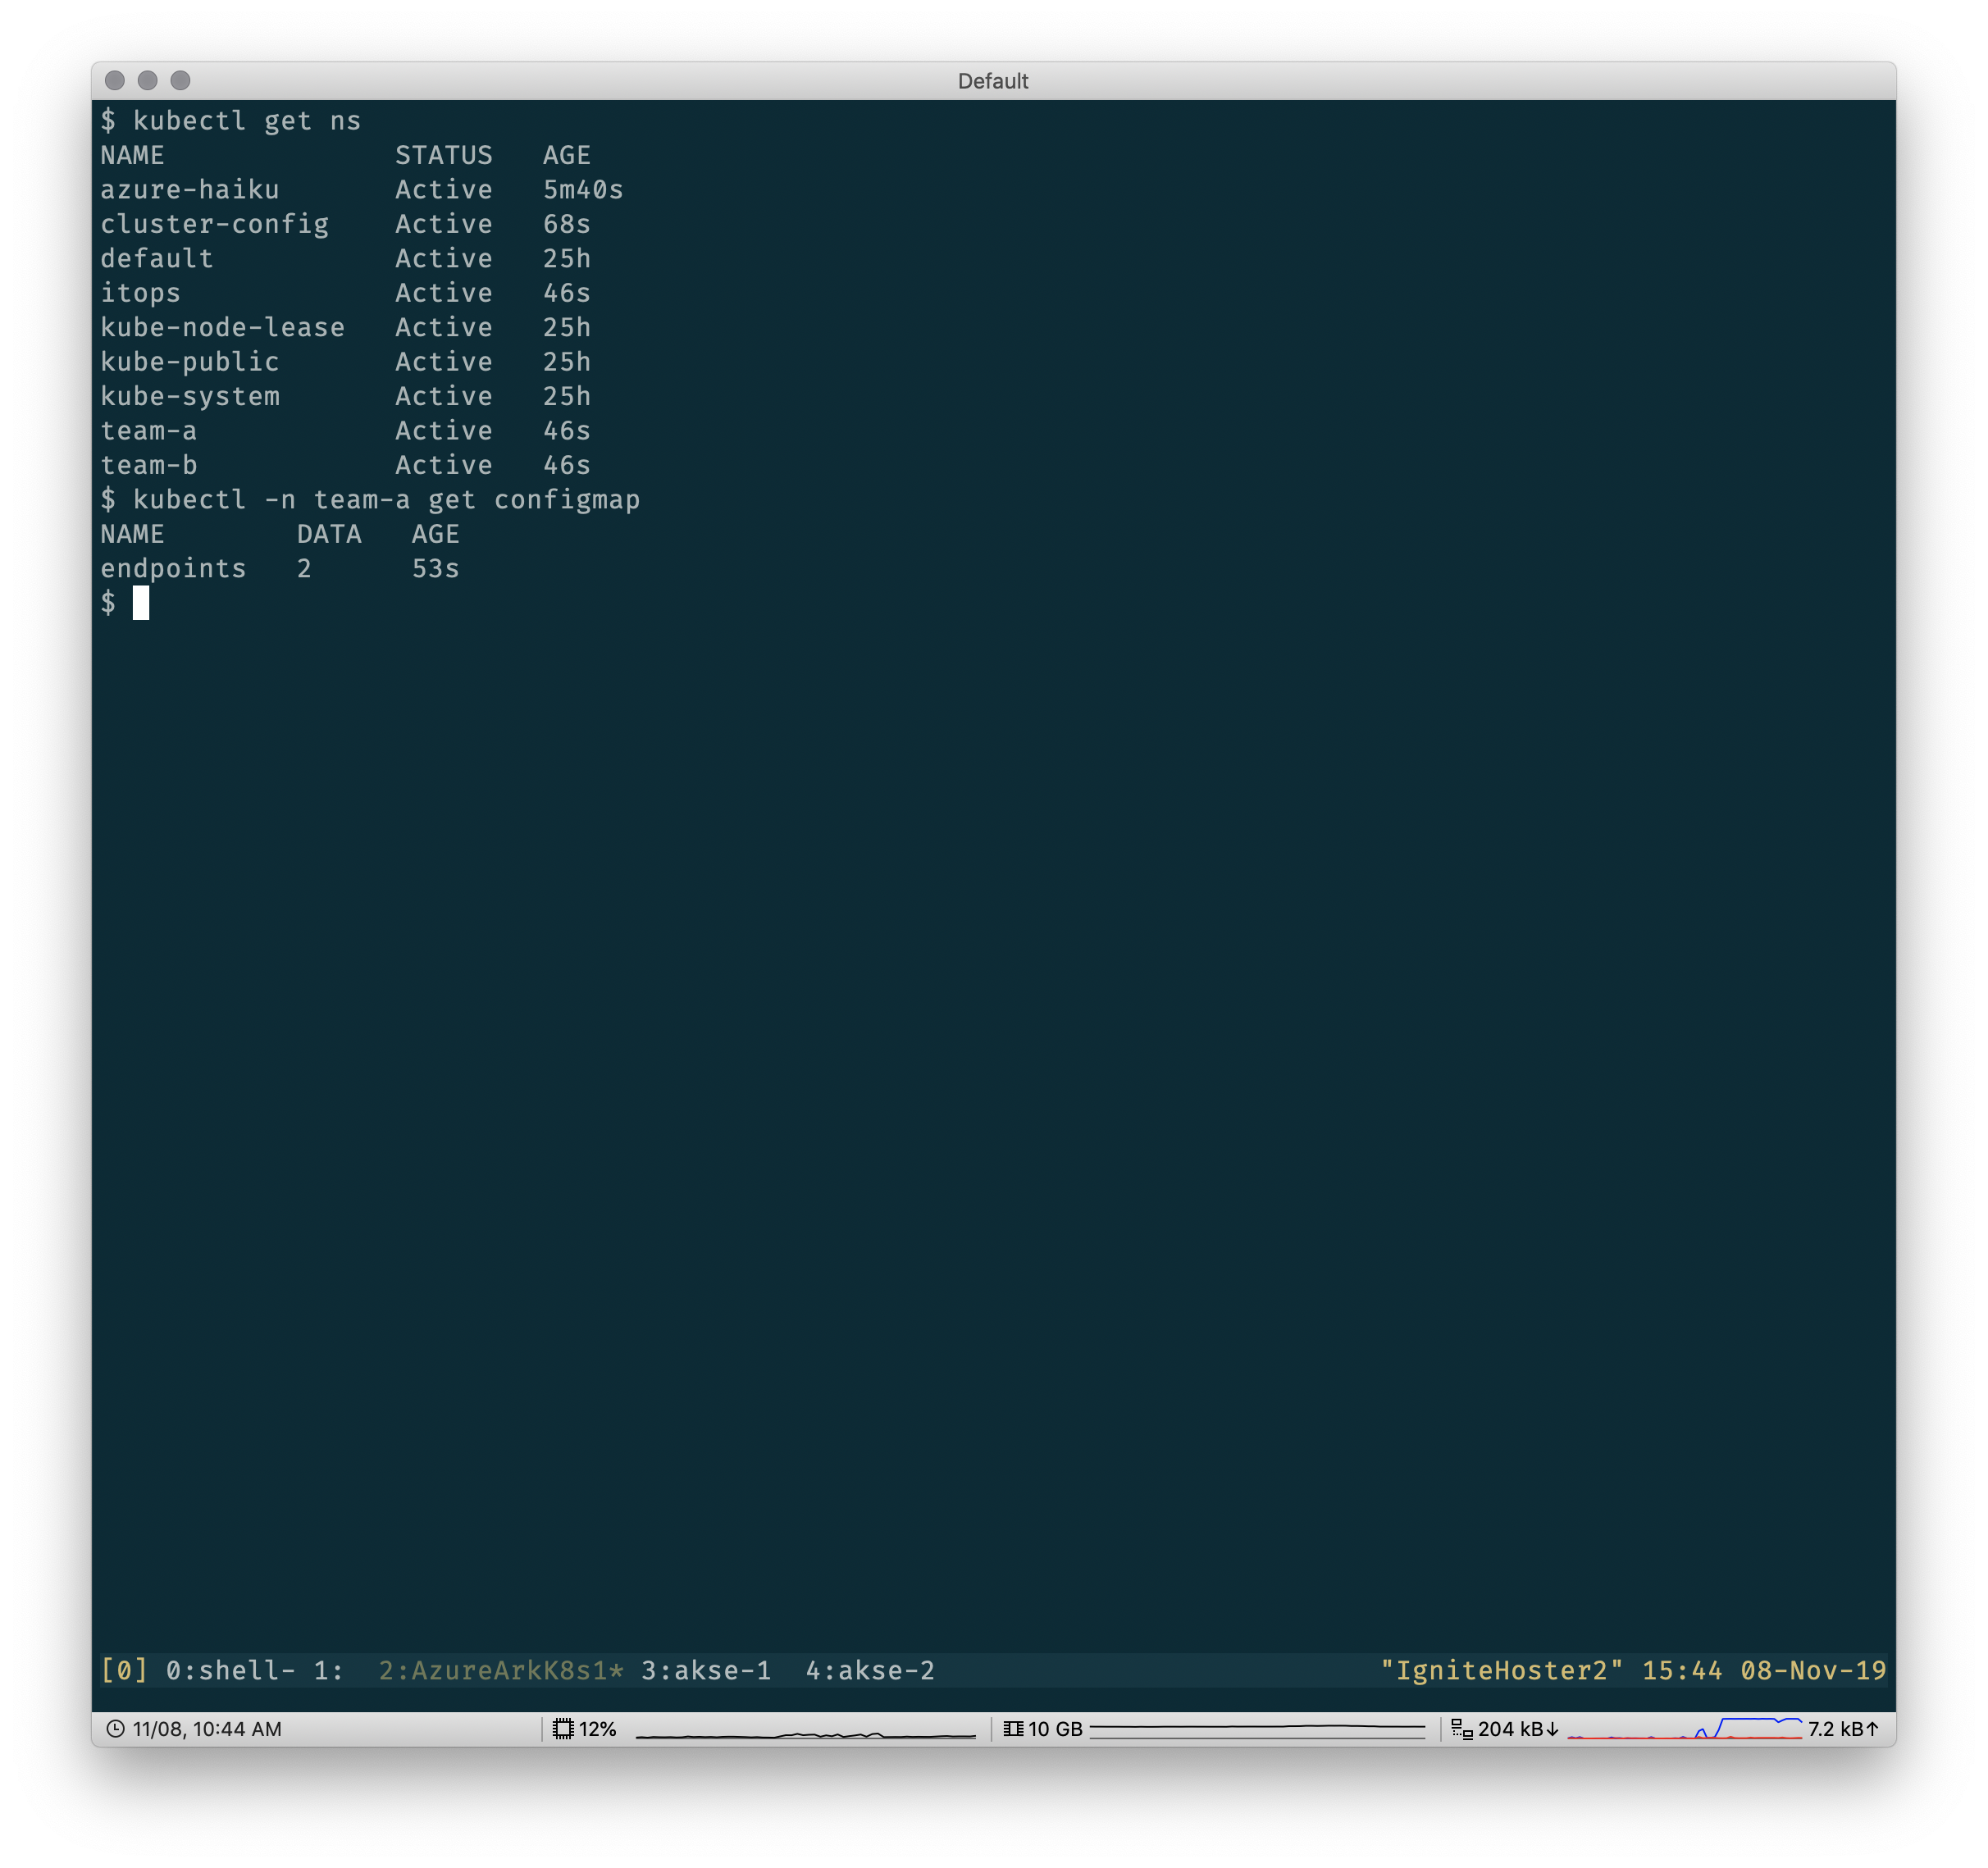 Default
$ kubectl get ns
NAME              STATUS   AGE
azure-haiku       Active   5m40s
cluster-config    Active   68s
default           Active   25h
itops             Active   46s
kube-node-lease   Active   25h
kube-public       Active   25h
kube-system       Active   25h
team-a            Active   46s
team-b            Active   46s
$ kubectl -n team-a get configmap
NAME        DATA   AGE
endpoints   2      53s
$
[0] 0:shell- 1:  2:AzureArkK8s1* 3:akse-1  4:akse-2 "IgniteHoster2" 15:44 08-Nov-19
11/08, 10:44 AM 12% 10 GB 204 kB↓ 7.2 kB↑